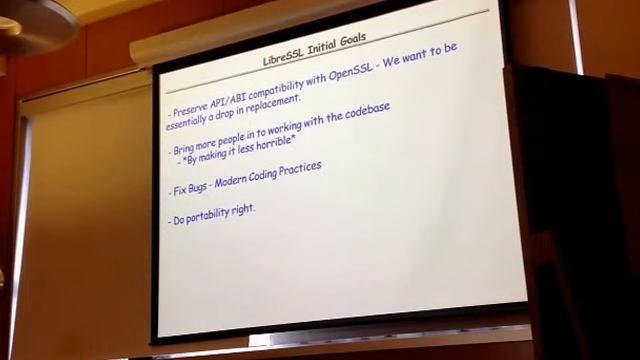 LibreSSL Initial Goals
- Preserve API/ABI compatibility with OpenSSL - We want to be
essentially a drop in replacement.
- Bring more people in to working with the codebase
- *By making it less horrible*
- Fix Bugs - Modern Coding Practices
- Do portability right.